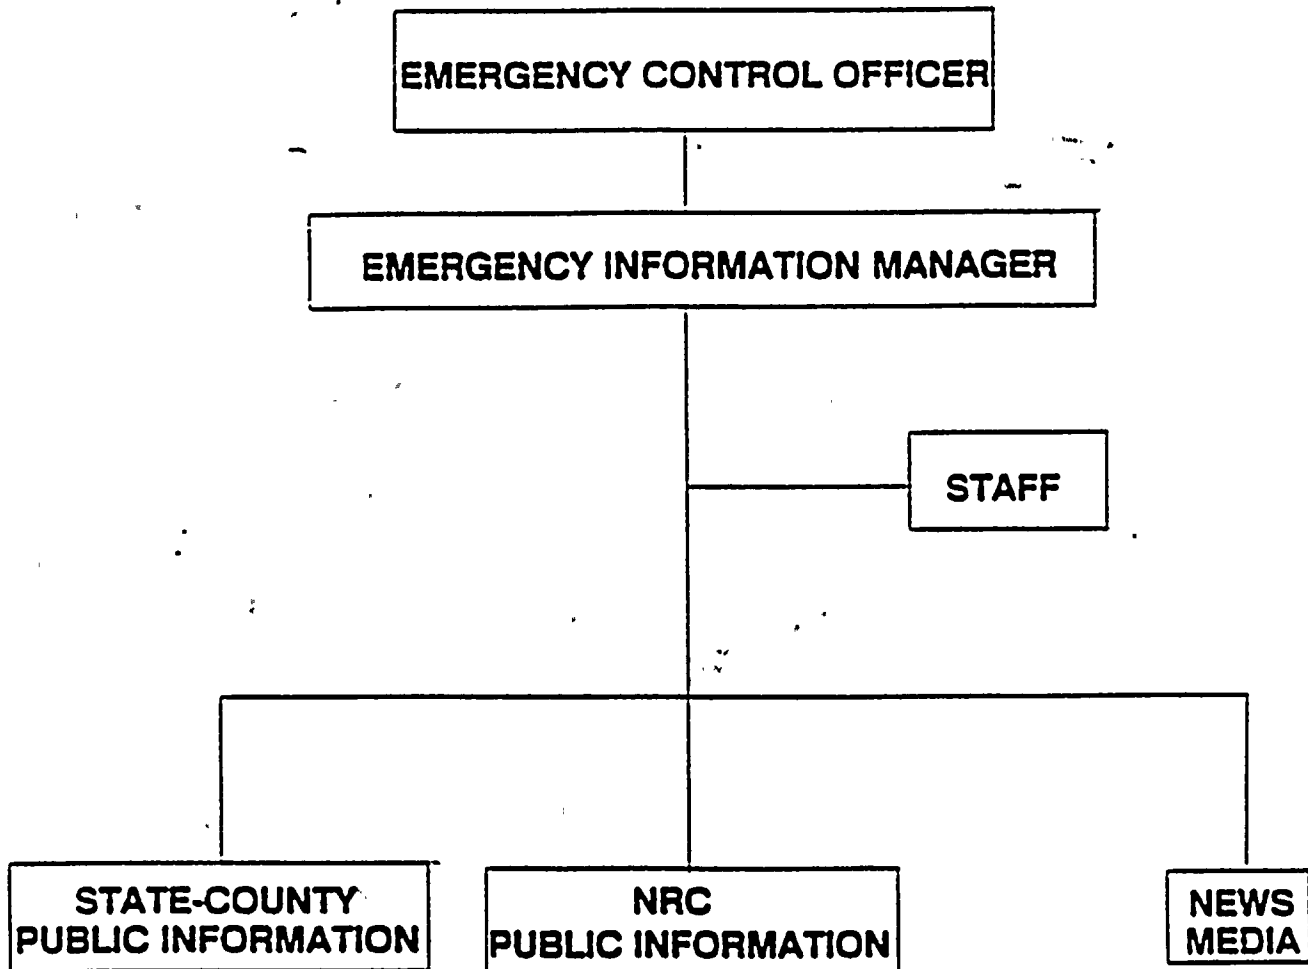 EMERGENCY CONTROL OFFICER
EMERGENCY INFORMATION MANAGER
STAFF
STATE-COUNTY
PUBLIC INFORMATION
NRC
PUBLIC INFORMATION
NEWS
MEDIA